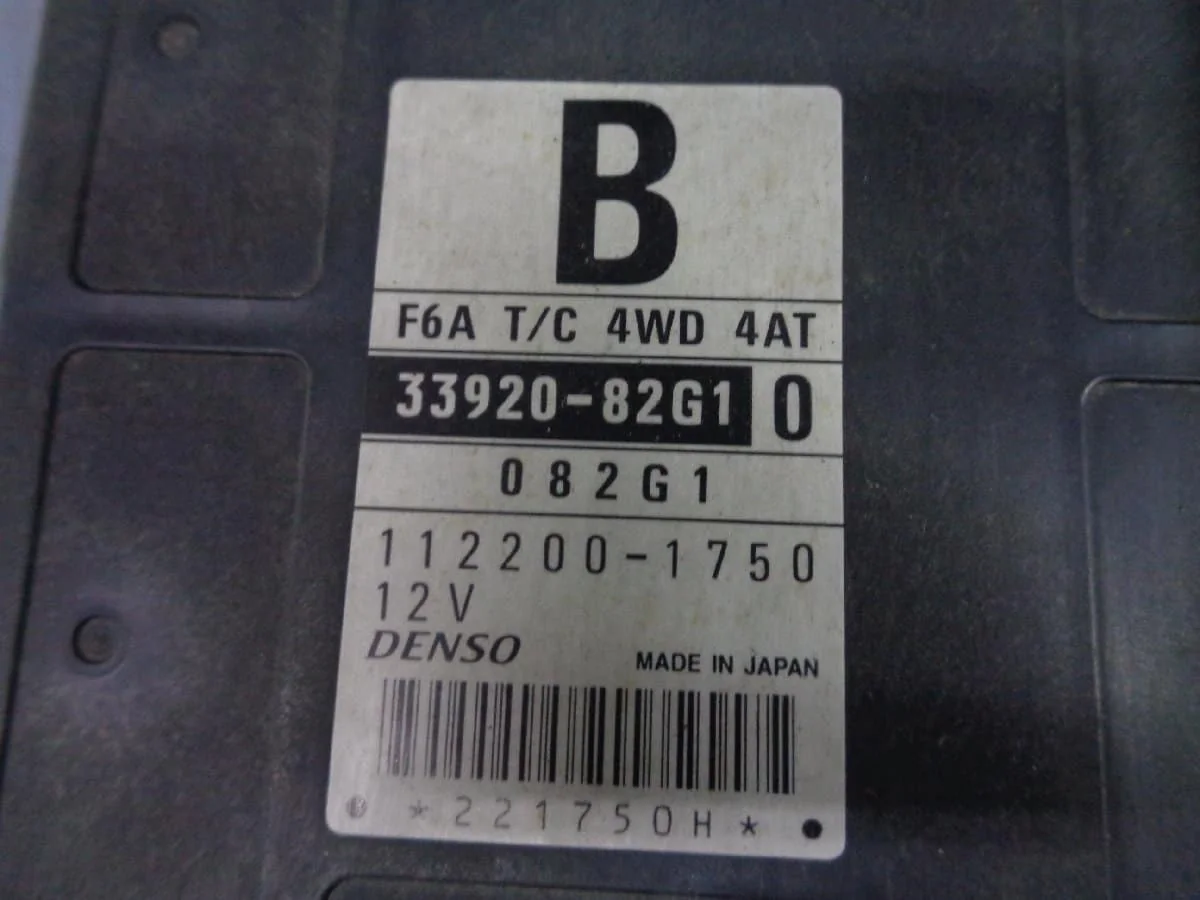 B
F6A T/C 4WD 4AT
33920-82G1 0
082G1
112200-1750
12V
DENSO
MADE IN JAPAN
*221750H*